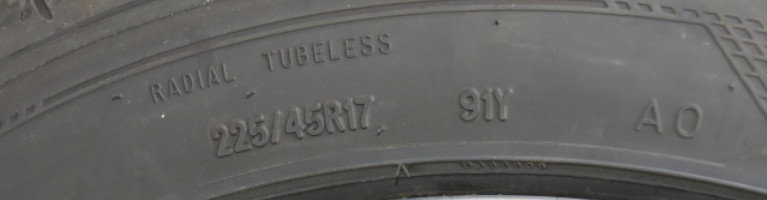 RADIAL TUBELESS
225/45R17 91Y AO